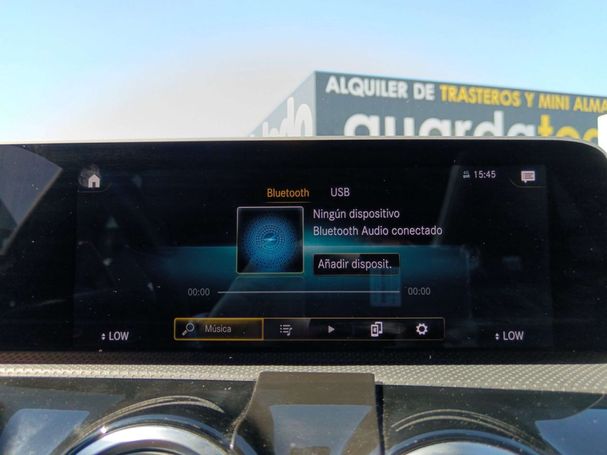 ALQUILER DE TRASTEROS Y MINI ALMA
guardatod
15:45
Bluetooth USB
Ningún dispositivo
Bluetooth Audio conectado
Añadir disposit.
00:00 00:00
Música
LOW LOW